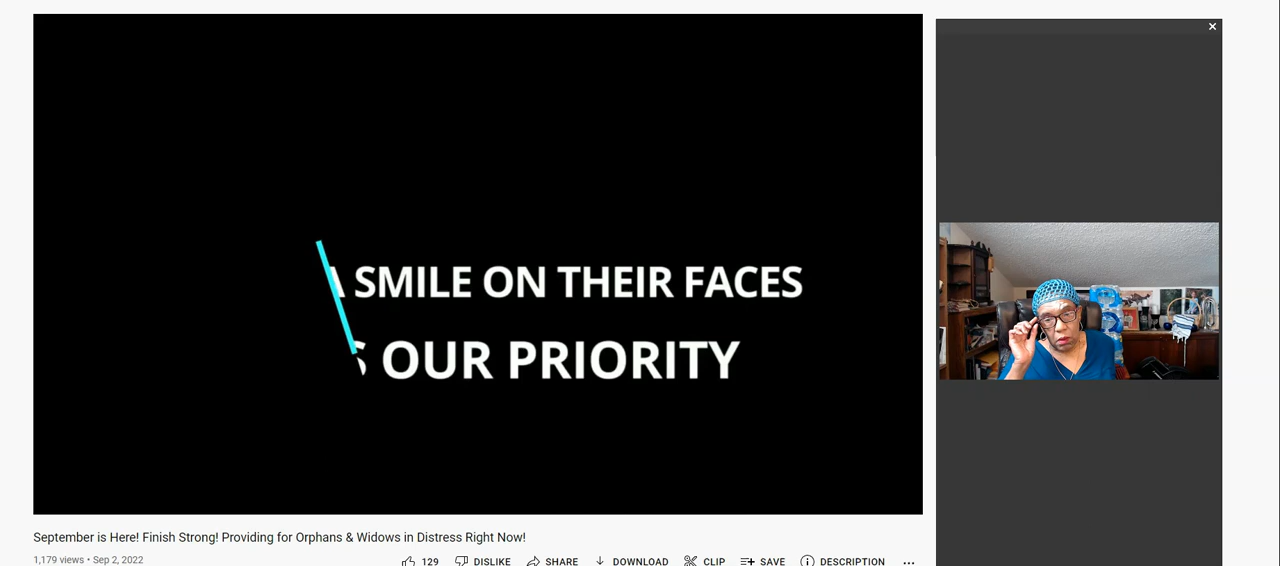 SMILE ON THEIR FACES
OUR PRIORITY
September is Here! Finish Strong! Providing for Orphans & Widows in Distress Right Now!
1,179 views • Sep 2, 2022
129 DISLIKE SHARE DOWNLOAD CLIP SAVE DESCRIPTION ...